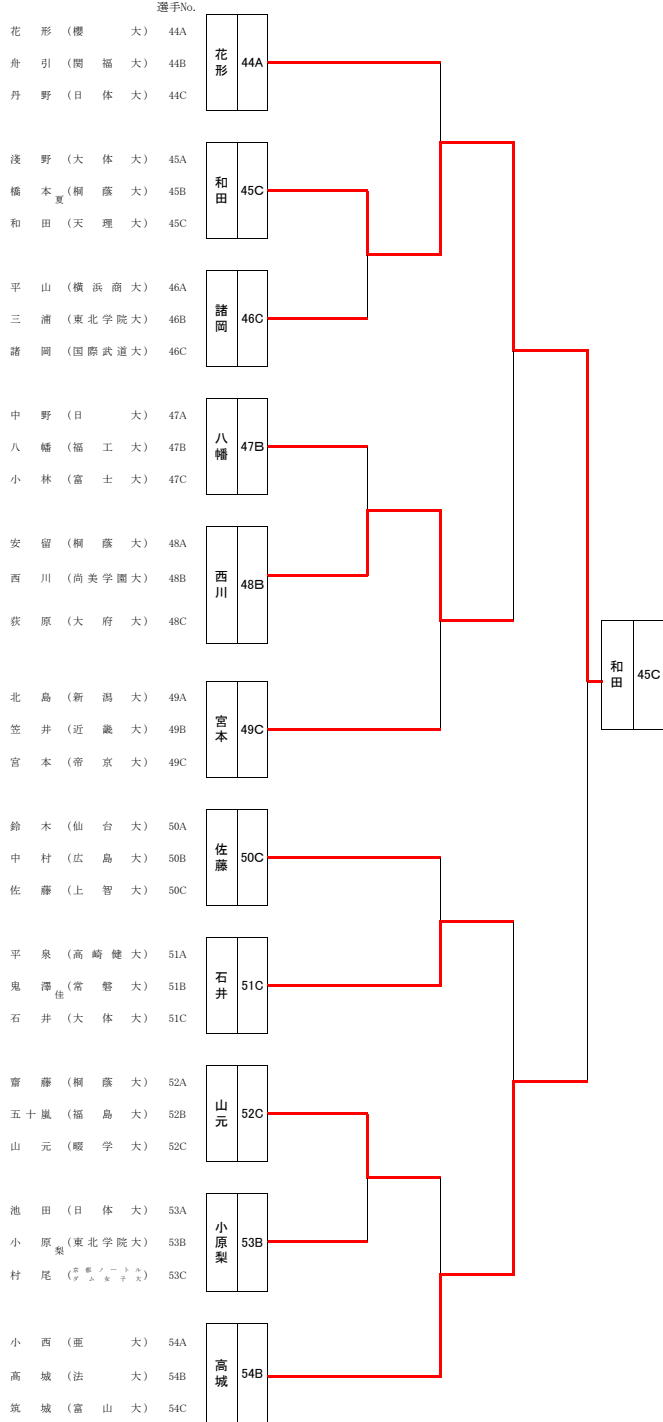 選手No.
花形 (櫻大) 44A
舟引 (関福大) 44B
丹野 (日体大) 44C
花形 44A
淺野 (大体大) 45A
橋本夏 (桐蔭大) 45B
和田 (天理大) 45C
和田 45C
平山 (横浜商大) 46A
三浦 (東北学院大) 46B
諸岡 (国際武道大) 46C
諸岡 46C
中野 (日大) 47A
八幡 (福工大) 47B
小林 (富士大) 47C
八幡 47B
安留 (桐蔭大) 48A
西川 (尚美学園大) 48B
荻原 (大府大) 48C
西川 48B
和田 45C
北島 (新潟大) 49A
笠井 (近畿大) 49B
宮本 (帝京大) 49C
宮本 49C
鈴木 (仙台大) 50A
中村 (広島大) 50B
佐藤 (上智大) 50C
佐藤 50C
平泉 (高崎健大) 51A
鬼澤佳 (常磐大) 51B
石井 (大体大) 51C
石井 51C
齋藤 (桐蔭大) 52A
五十嵐 (福島大) 52B
山元 (畷学大) 52C
山元 52C
池田 (日体大) 53A
小原梨 (東北学院大) 53B
村尾 (京都ノートルダム女子大) 53C
小原梨 53B
小西 (亜大) 54A
高城 (法大) 54B
筑城 (富山大) 54C
高城 54B